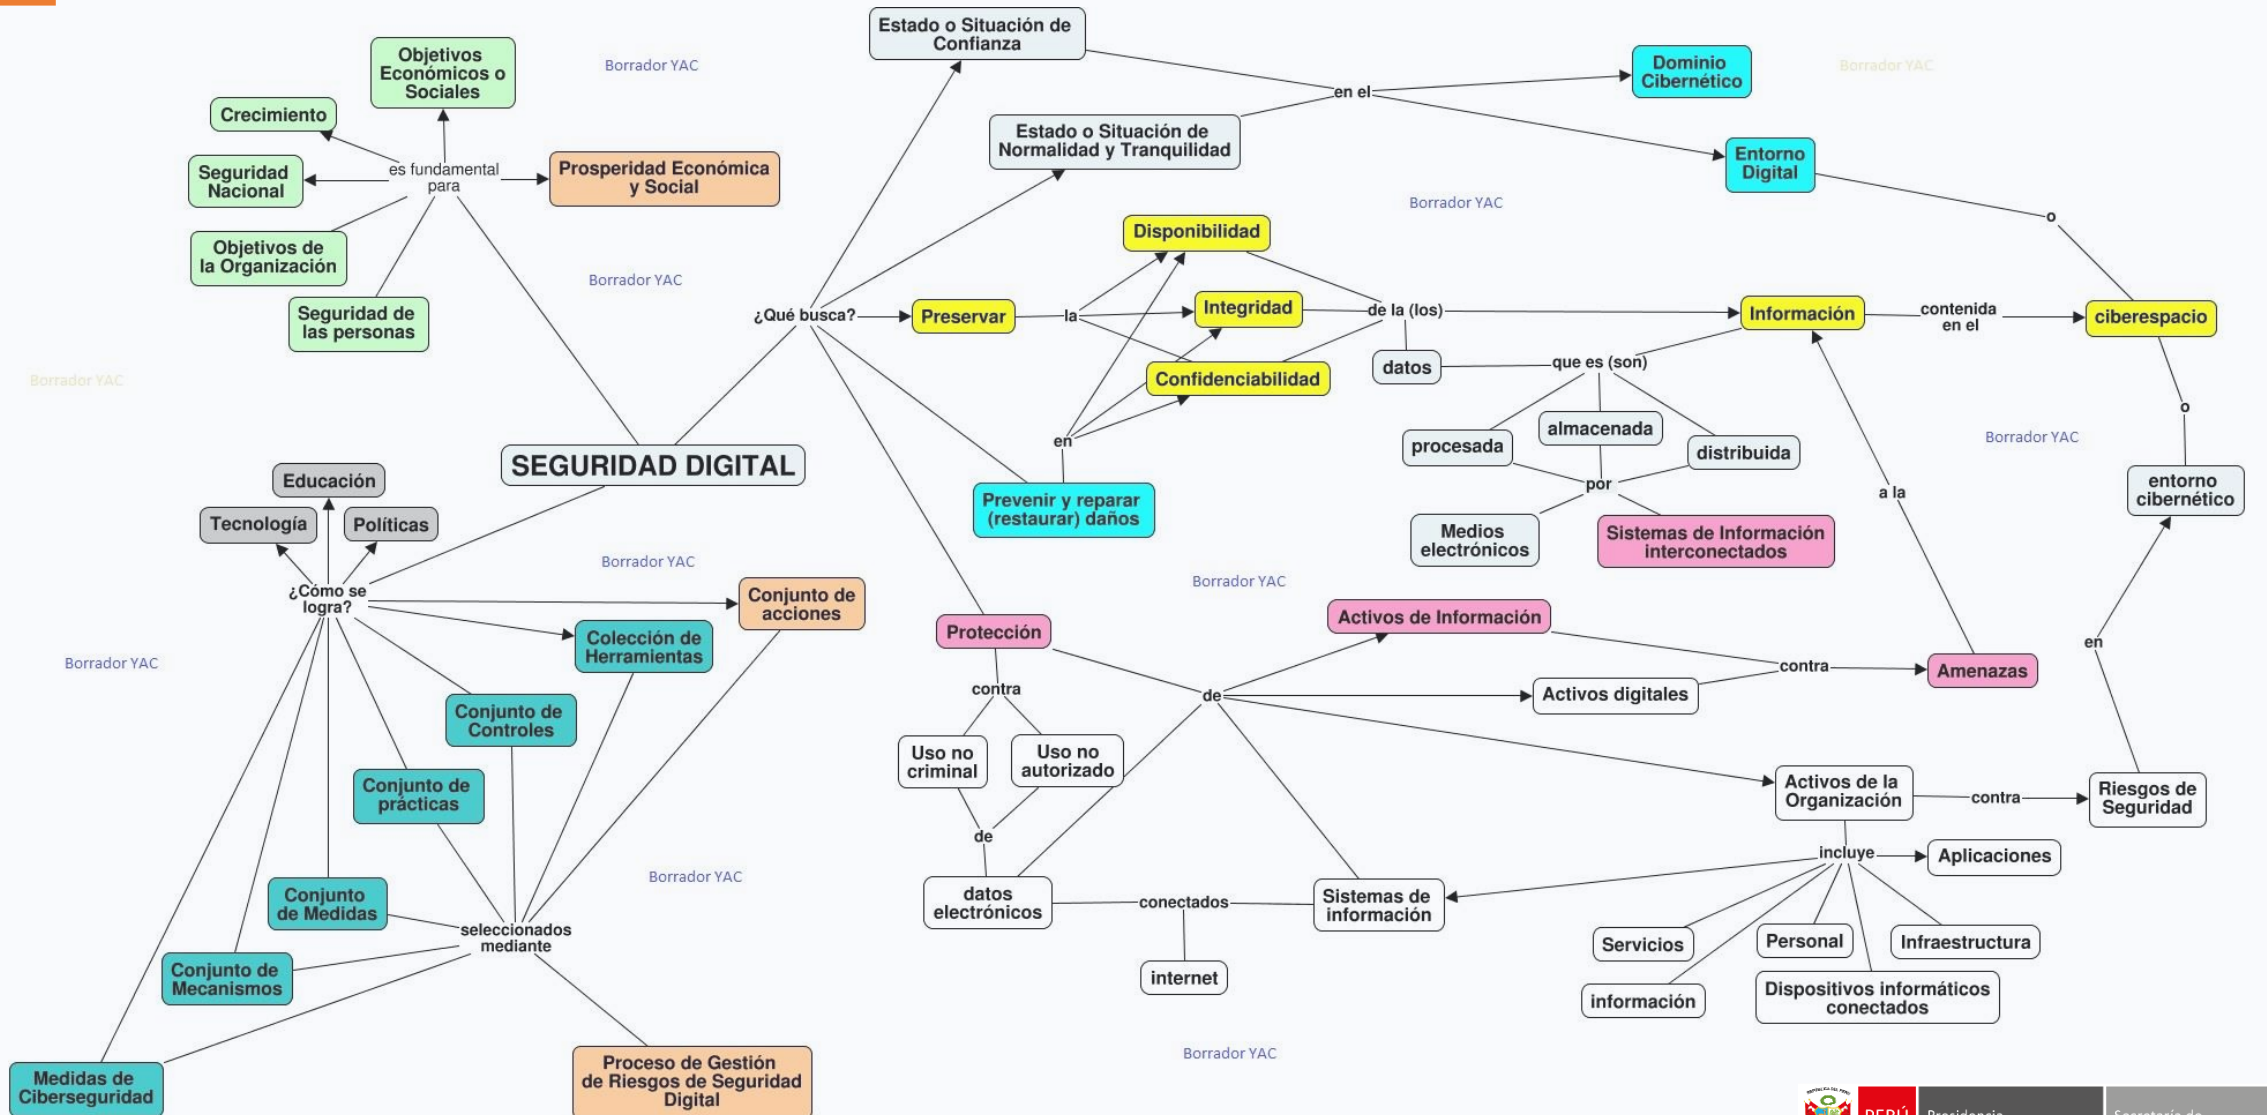 Estado o Situación de
Confianza
Objetivos
Económicos o
Sociales
Borrador YAC
Dominio
Cibernético
Borrador YAC
en el
Crecimiento
Estado o Situación de
Normalidad y Tranquilidad
Entorno
Digital
es fundamental
para
Seguridad
Nacional
Prosperidad Económica
y Social
Borrador YAC
o
Disponibilidad
Objetivos de
la Organización
Borrador YAC
Seguridad de
las personas
¿Qué busca?
Preservar
la
Integridad
de la (los)
Información
contenida
en el
ciberespacio
datos
que es (son)
Confidenciabilidad
Borrador YAC
o
procesada
almacenada
distribuida
Borrador YAC
en
SEGURIDAD DIGITAL
Educación
Tecnología
Políticas
Prevenir y reparar
(restaurar) daños
por
a la
entorno
cibernético
Medios
electrónicos
Sistemas de Información
interconectados
Borrador YAC
Borrador YAC
¿Cómo se
logra?
Conjunto de
acciones
Colección de
Herramientas
Protección
Activos de Información
en
Borrador YAC
contra
Amenazas
contra
de
Activos digitales
Conjunto de
Controles
Uso no
criminal
Uso no
autorizado
Conjunto de
prácticas
Activos de la
Organización
contra
Riesgos de
Seguridad
de
incluye
Aplicaciones
Borrador YAC
Conjunto
de Medidas
datos
electrónicos
conectados
Sistemas de
información
seleccionados
mediante
Servicios
Personal
Infraestructura
Conjunto de
Mecanismos
internet
información
Dispositivos informáticos
conectados
Borrador YAC
Medidas de
Ciberseguridad
Proceso de Gestión
de Riesgos de Seguridad
Digital
PERÚ
Presidencia
Secretaría de